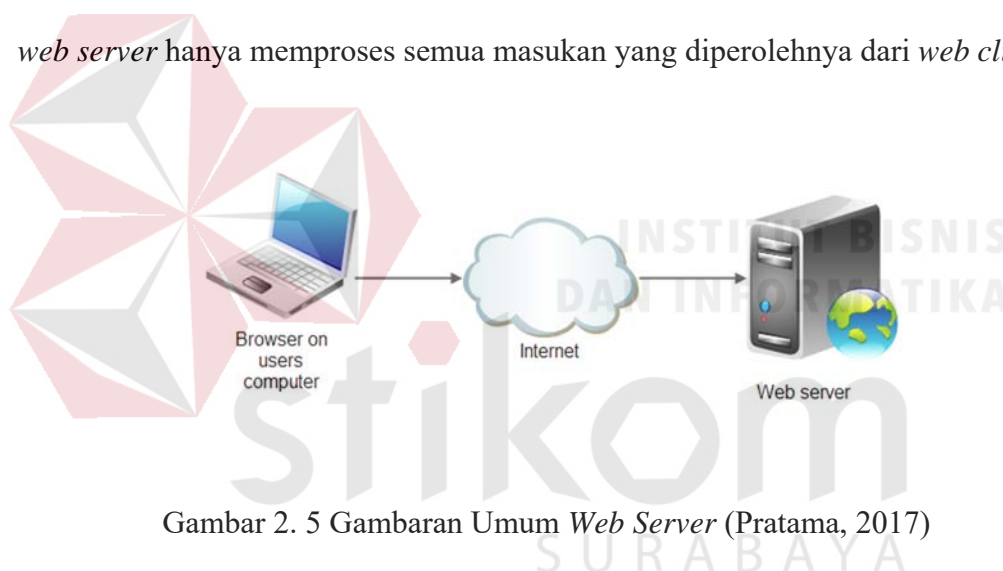 web server hanya memproses semua masukan yang diperolehnya dari web
INSTITUT BISNIS
DAN INFORMATIKA
Browser on
users
computer
Internet
Web server
stikom
Gambar 2. 5 Gambaran Umum Web Server (Pratama, 2017)
SURABAYA